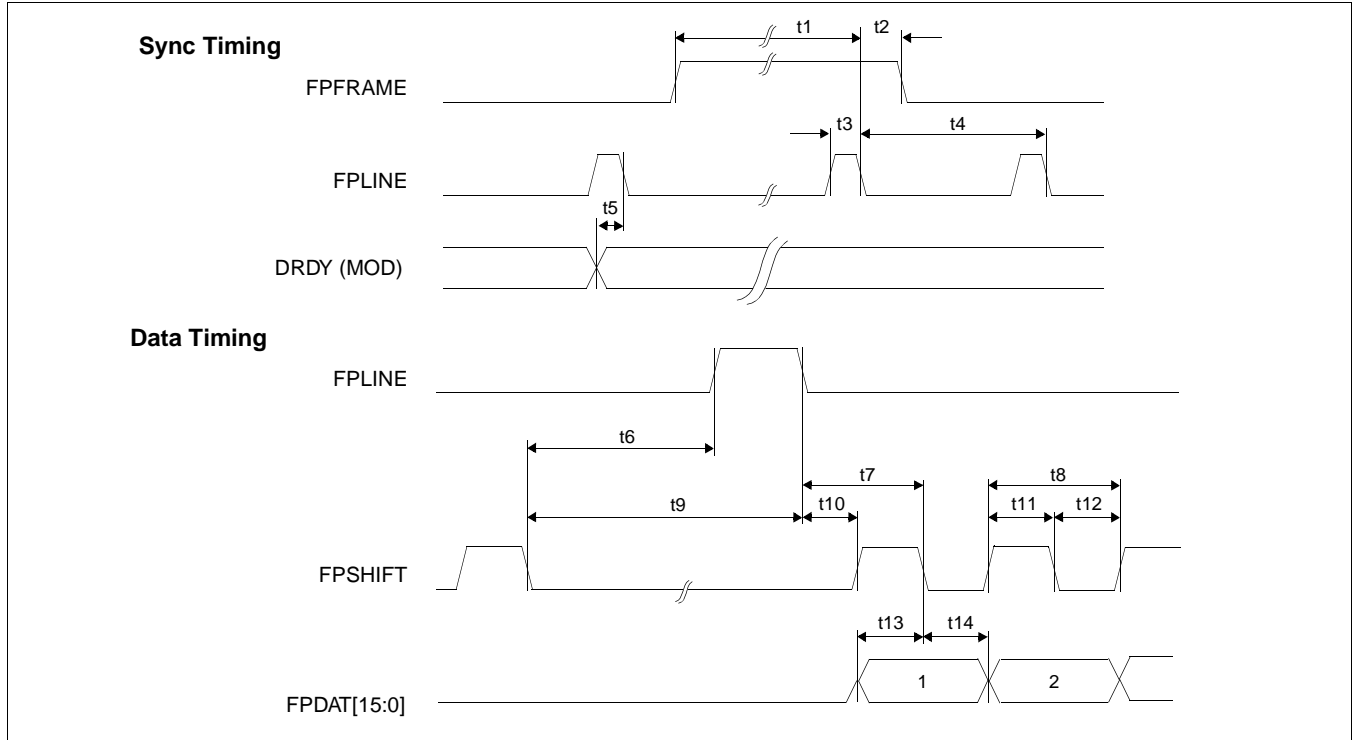 Sync Timing
t1
t2
FPFRAME
t3
t4
FPLINE
t5
DRDY (MOD)
Data Timing
FPLINE
t6
t7
t8
t9
t10
t11
t12
FPSHIFT
t13
t14
1
2
FPDAT[15:0]